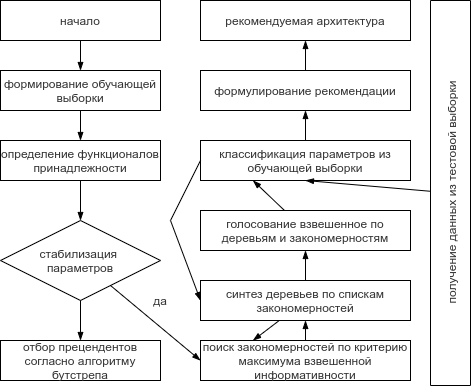 начало
формирование обучающей
выборки
определение функционалов
принадлежности
стабилизация
параметров
да
отбор прецендентов
согласно алгоритму
бутстрепа
рекомендуемая архитектура
формулирование рекомендации
классификация параметров из
обучающей выборки
голосование взвешенное по
деревьям и закономерностям
синтез деревьев по спискам
закономерностей
поиск закономерностей по критерию
максимума взвешенной
информативности
получение данных из тестовой выборки